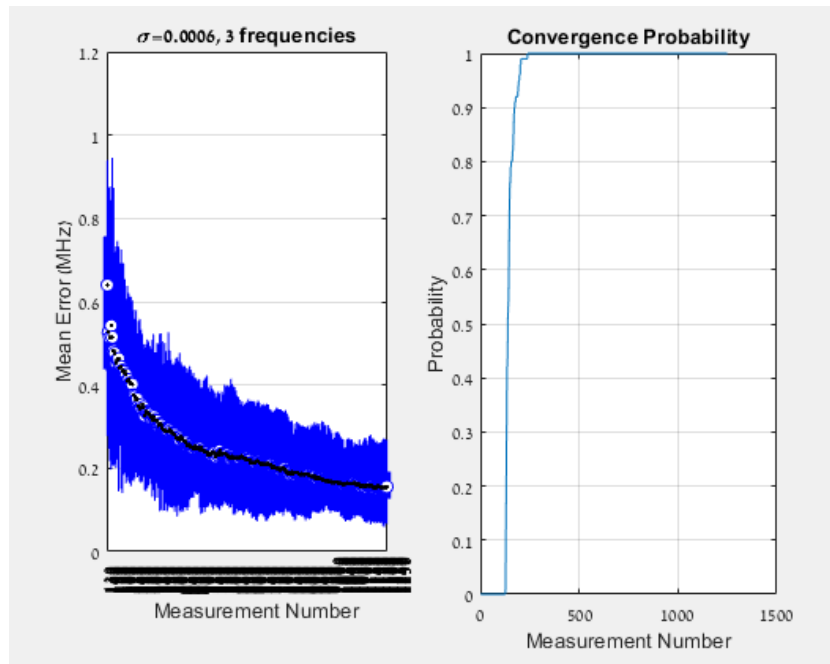 σ=0.0006, 3 frequencies
Mean Error (MHz)
1.2
1
0.8
0.6
0.4
0.2
0
Measurement Number
Convergence Probability
Probability
1
0.9
0.8
0.7
0.6
0.5
0.4
0.3
0.2
0.1
0
0 500 1000 1500
Measurement Number